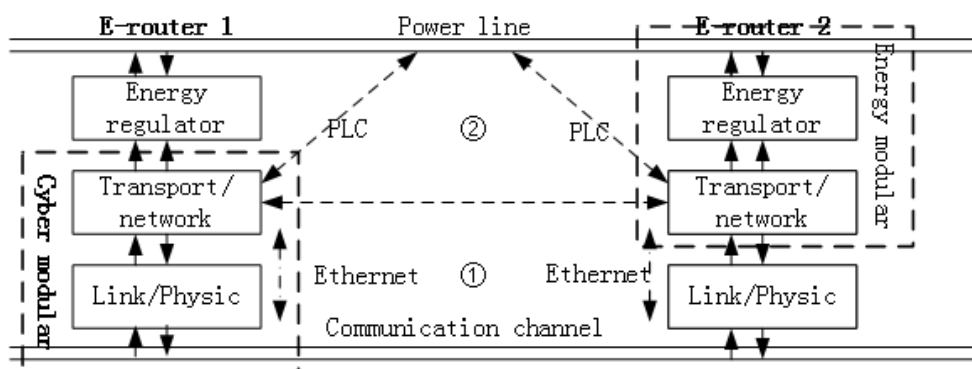 E-router 1
Power line
E-router 2
Energy
regulator
PLC
②
PLC
Energy
regulator
Energy modular
Cyber modular
Transport/
network
Transport/
network
Ethernet
①
Ethernet
Link/Physic
Link/Physic
Communication channel